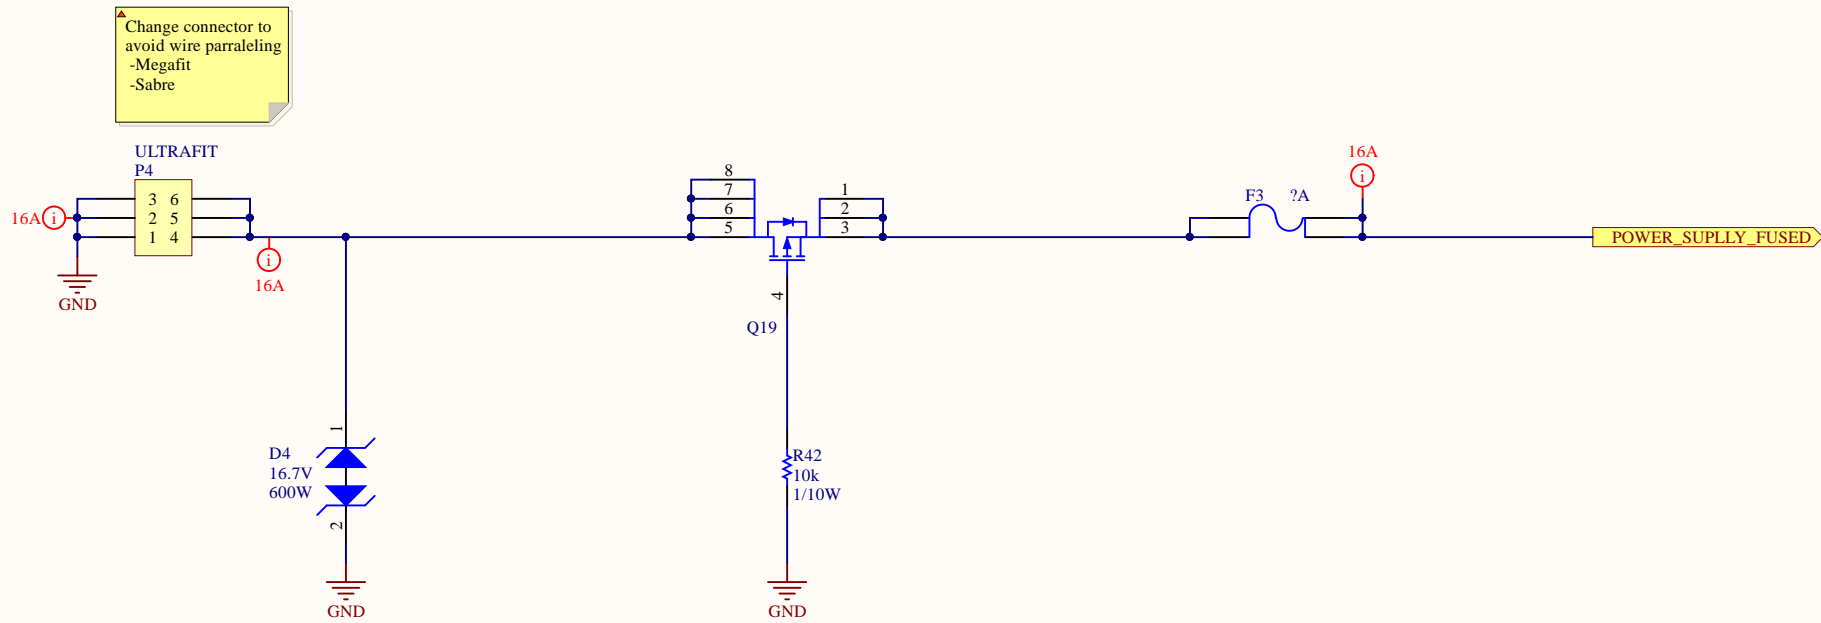 Change connector to
avoid wire parraleling
-Megafit
-Sabre
ULTRAFIT
P4
3 6
2 5
1 4
16A i
i
16A
GND
8
7
6
5
1
2
3
4
Q19
F3 ?A
16A
i
POWER_SUPLLY_FUSED
1
D4
16.7V
600W
2
GND
R42
10k
1/10W
GND